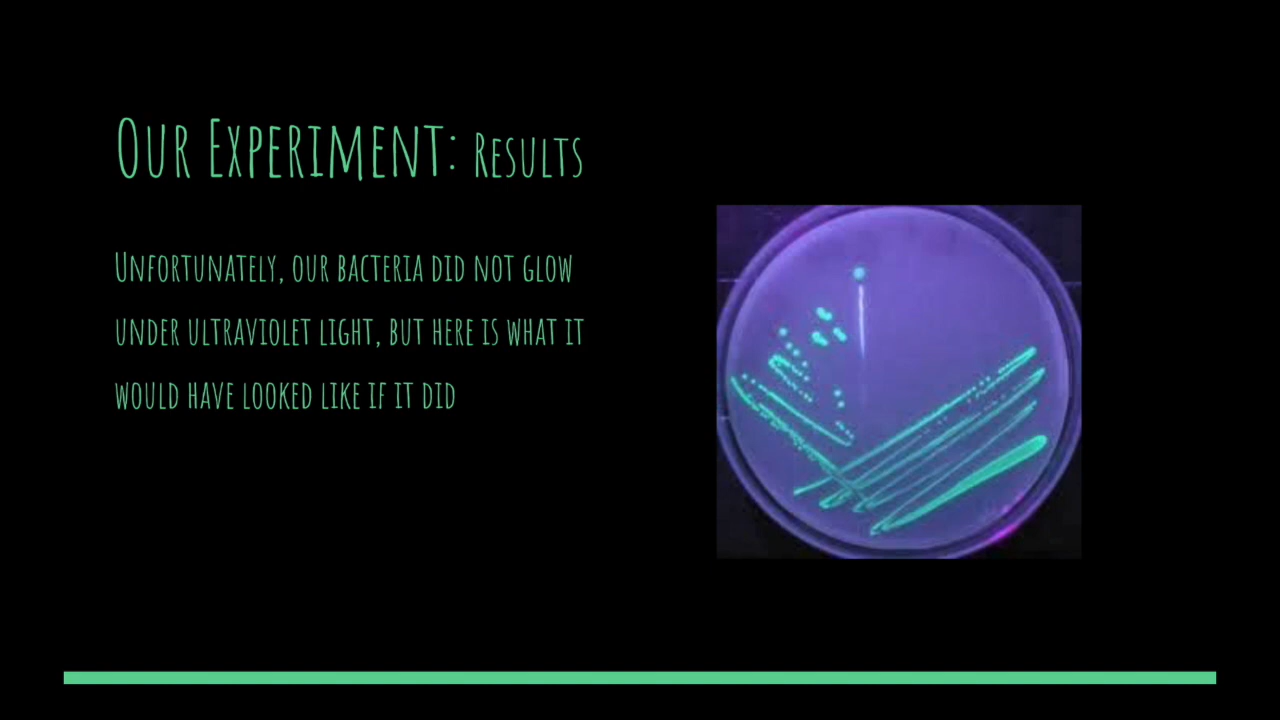 Our Experiment: Results
Unfortunately, our bacteria did not glow
under ultraviolet light, but here is what it
would have looked like if it did